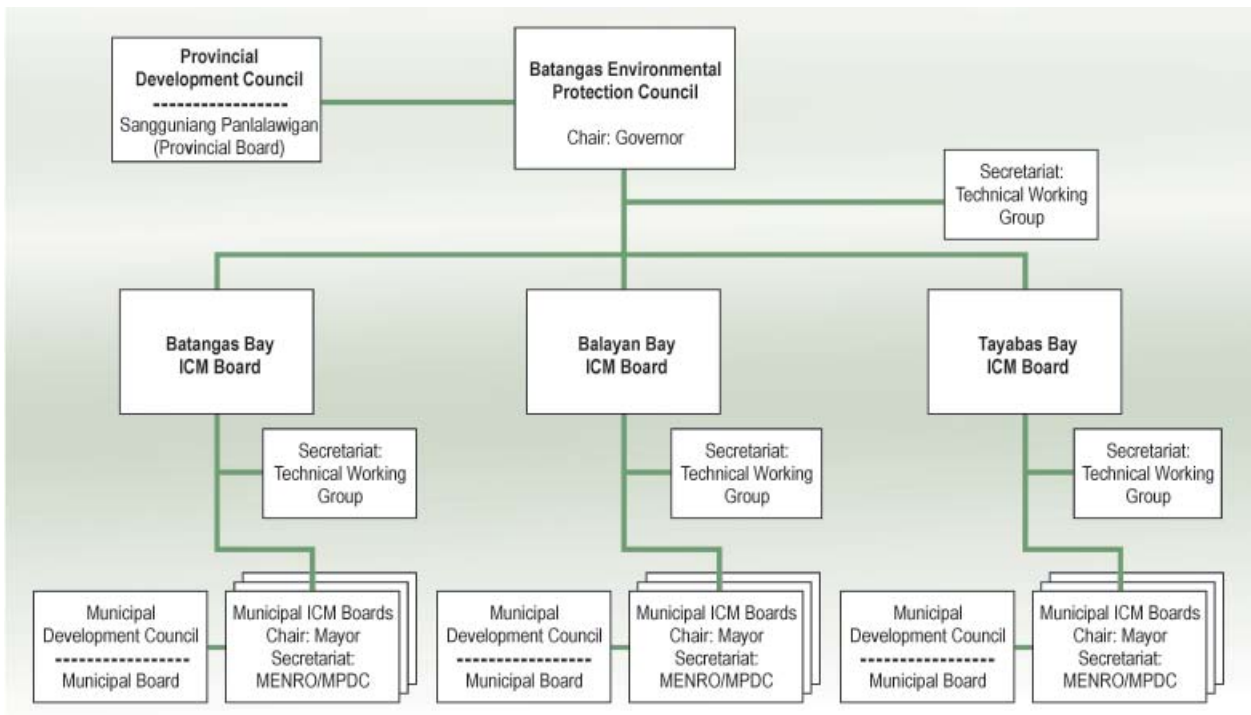 Provincial
Development Council
-----------------
Sangguniang Panlalawigan
(Provincial Board)
Batangas Environmental
Protection Council
Chair: Governor
Secretariat:
Technical Working
Group
Batangas Bay
ICM Board
Balayan Bay
ICM Board
Tayabas Bay
ICM Board
Secretariat:
Technical Working
Group
Secretariat:
Technical Working
Group
Secretariat:
Technical Working
Group
Municipal
Development Council
-----------------
Municipal Board
Municipal ICM Boards
Chair: Mayor
Secretariat:
MENRO/MPDC
Municipal
Development Council
-----------------
Municipal Board
Municipal ICM Boards
Chair: Mayor
Secretariat:
MENRO/MPDC
Municipal
Development Council
-----------------
Municipal Board
Municipal ICM Boards
Chair: Mayor
Secretariat:
MENRO/MPDC